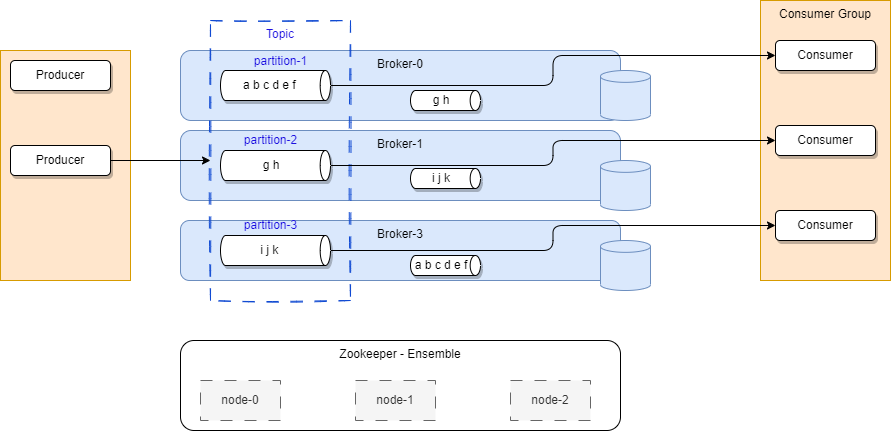 Consumer Group
Topic
partition-1
Broker-0
Producer
a b c d e f
g h
Consumer
partition-2
Broker-1
Producer
g h
i j k
Consumer
partition-3
Broker-3
i j k
a b c d e f
Consumer
Zookeeper - Ensemble
node-0
node-1
node-2